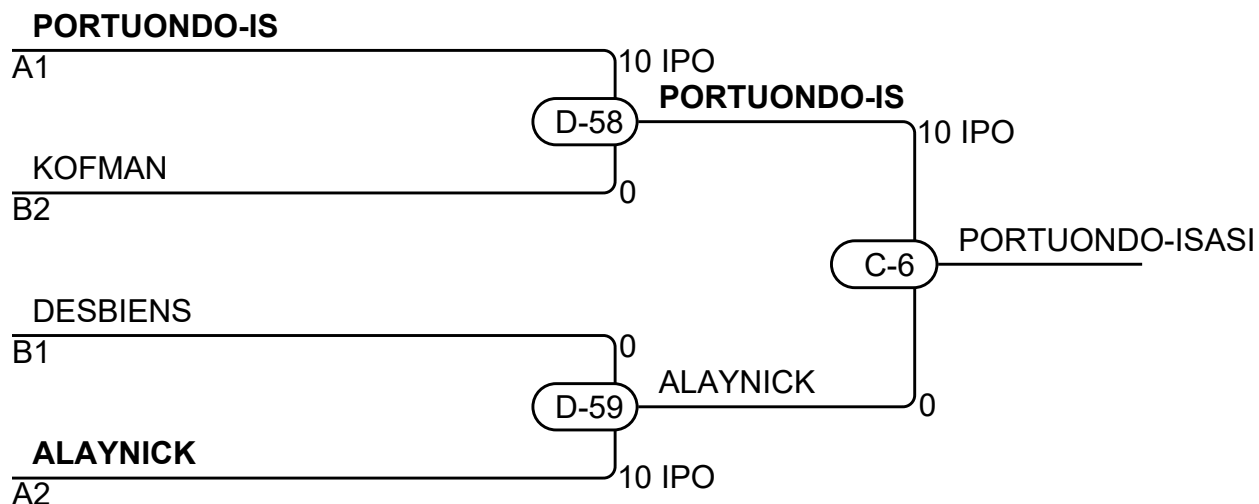 PORTUONDO-IS
A1
10 IPO
D-58
PORTUONDO-IS
10 IPO
KOFMAN
B2
0
C-6
PORTUONDO-ISASI
DESBIENS
B1
0
D-59
ALAYNICK
0
ALAYNICK
A2
10 IPO